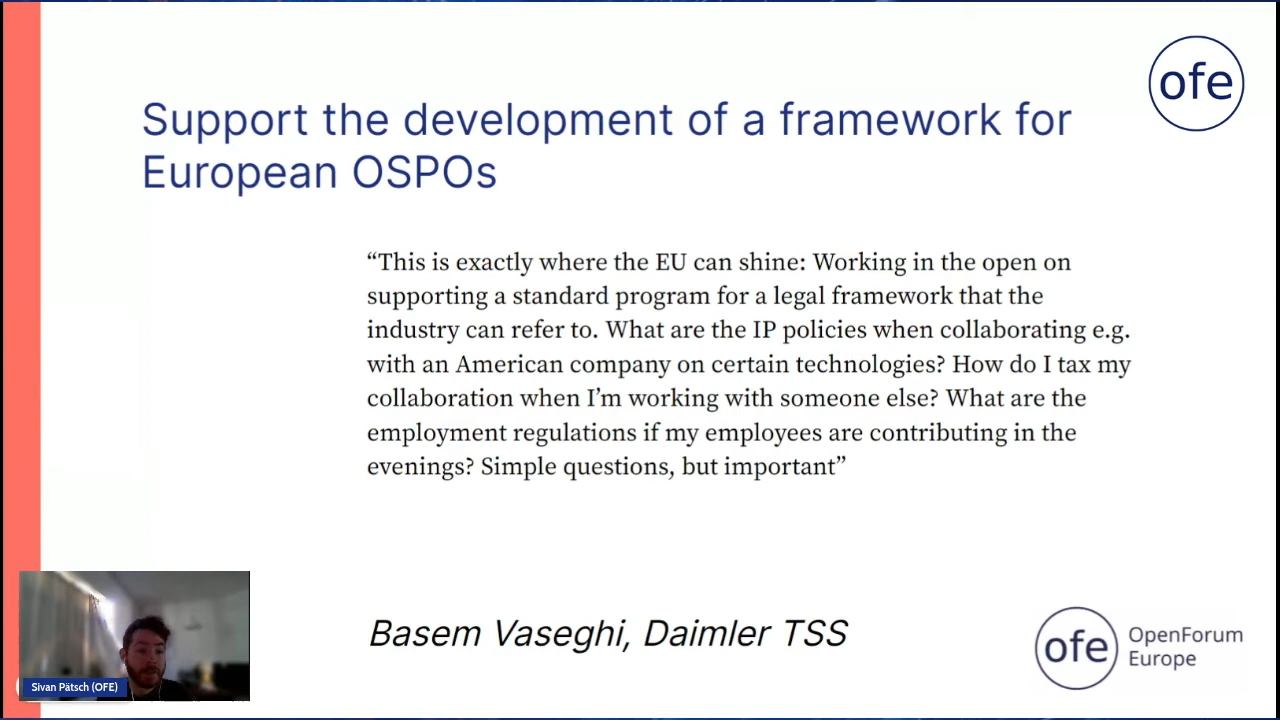 ofe
Support the development of a framework for
European OSPOs
“This is exactly where the EU can shine: Working in the open on
supporting a standard program for a legal framework that the
industry can refer to. What are the IP policies when collaborating e.g.
with an American company on certain technologies? How do I tax my
collaboration when I’m working with someone else? What are the
employment regulations if my employees are contributing in the
evenings? Simple questions, but important”
Basem Vaseghi, Daimler TSS
ofe OpenForum
Europe
Sivan Pätsch (OFE)